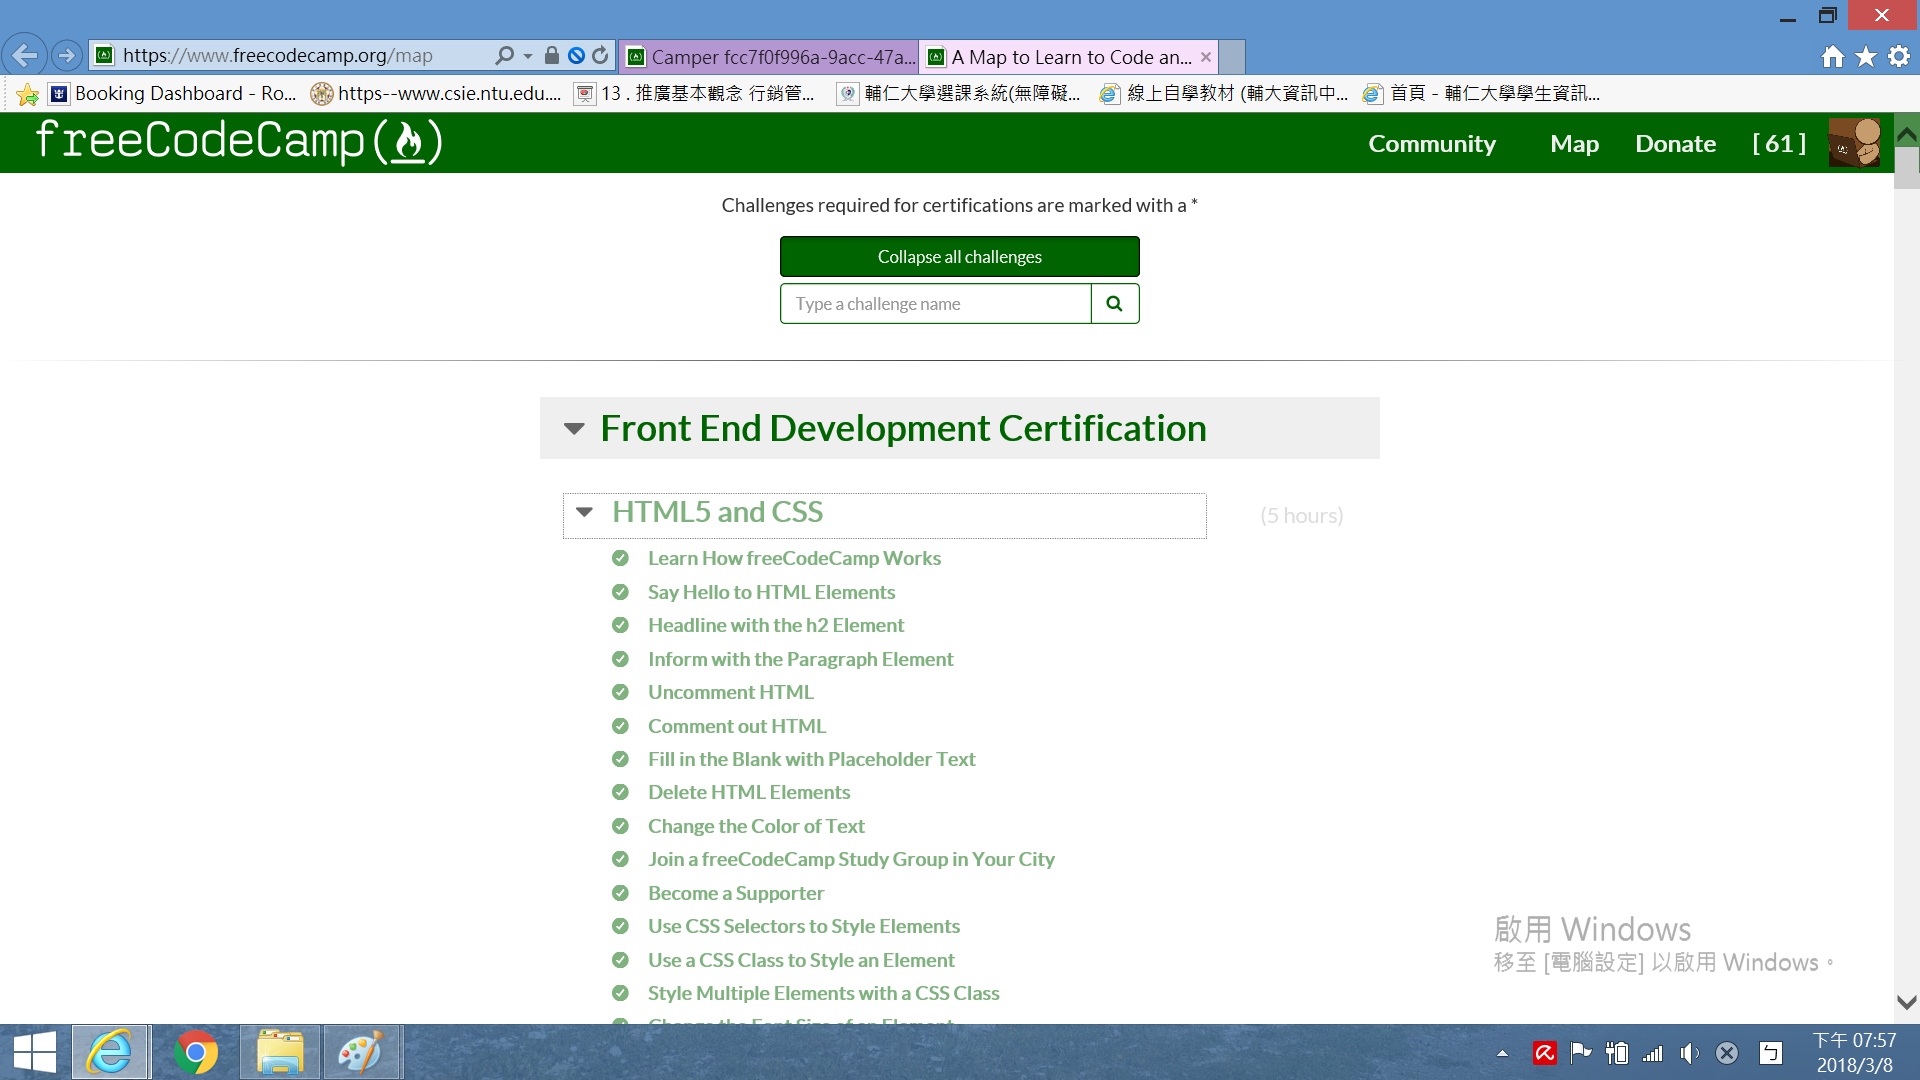 https://www.freecodecamp.org/map
Camper fcc7f0f996a-9acc-47a...
A Map to Learn to Code an...
Booking Dashboard - Ro...
https--www.csie.ntu.edu....
13 . 推廣基本觀念 行銷管...
輔仁大學選課系統(無障礙...
線上自學教材 (輔大資訊中...
首頁 - 輔仁大學學生資訊...
freeCodeCamp
Community
Map
Donate
[ 61 ]
Challenges required for certifications are marked with a *
Collapse all challenges
Type a challenge name
Front End Development Certification
HTML5 and CSS
(5 hours)
Learn How freeCodeCamp Works
Say Hello to HTML Elements
Headline with the h2 Element
Inform with the Paragraph Element
Uncomment HTML
Comment out HTML
Fill in the Blank with Placeholder Text
Delete HTML Elements
Change the Color of Text
Join a freeCodeCamp Study Group in Your City
Become a Supporter
Use CSS Selectors to Style Elements
Use a CSS Class to Style an Element
Style Multiple Elements with a CSS Class
Change the Font Size of an Element
啟用 Windows
移至 [電腦設定] 以啟用 Windows。
ㄅ
下午 07:57
2018/3/8